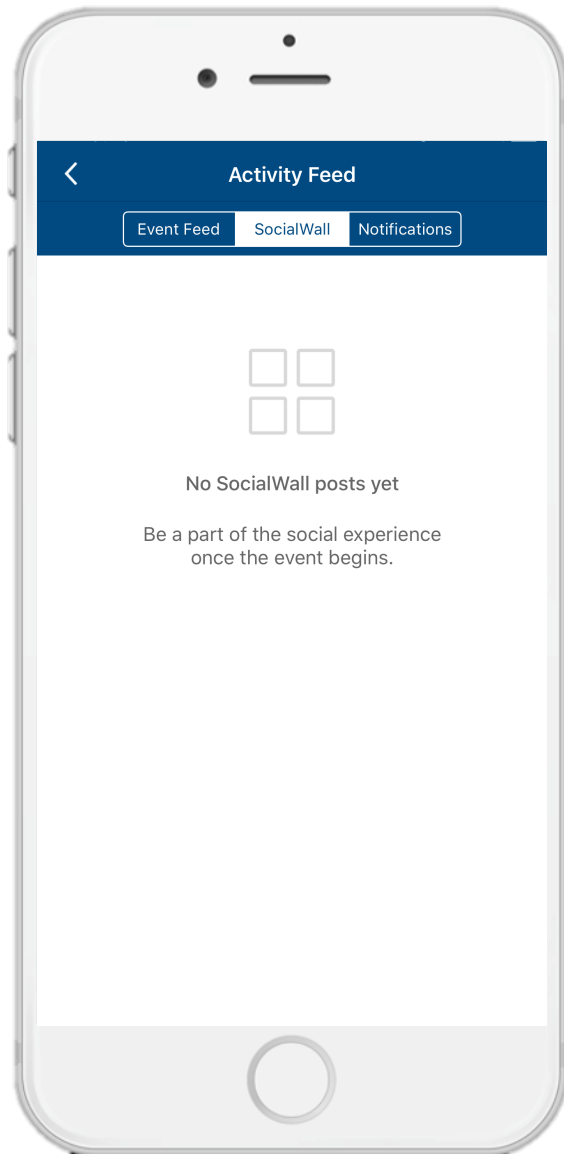 Activity Feed
Event Feed SocialWall Notifications
No SocialWall posts yet
Be a part of the social experience
once the event begins.